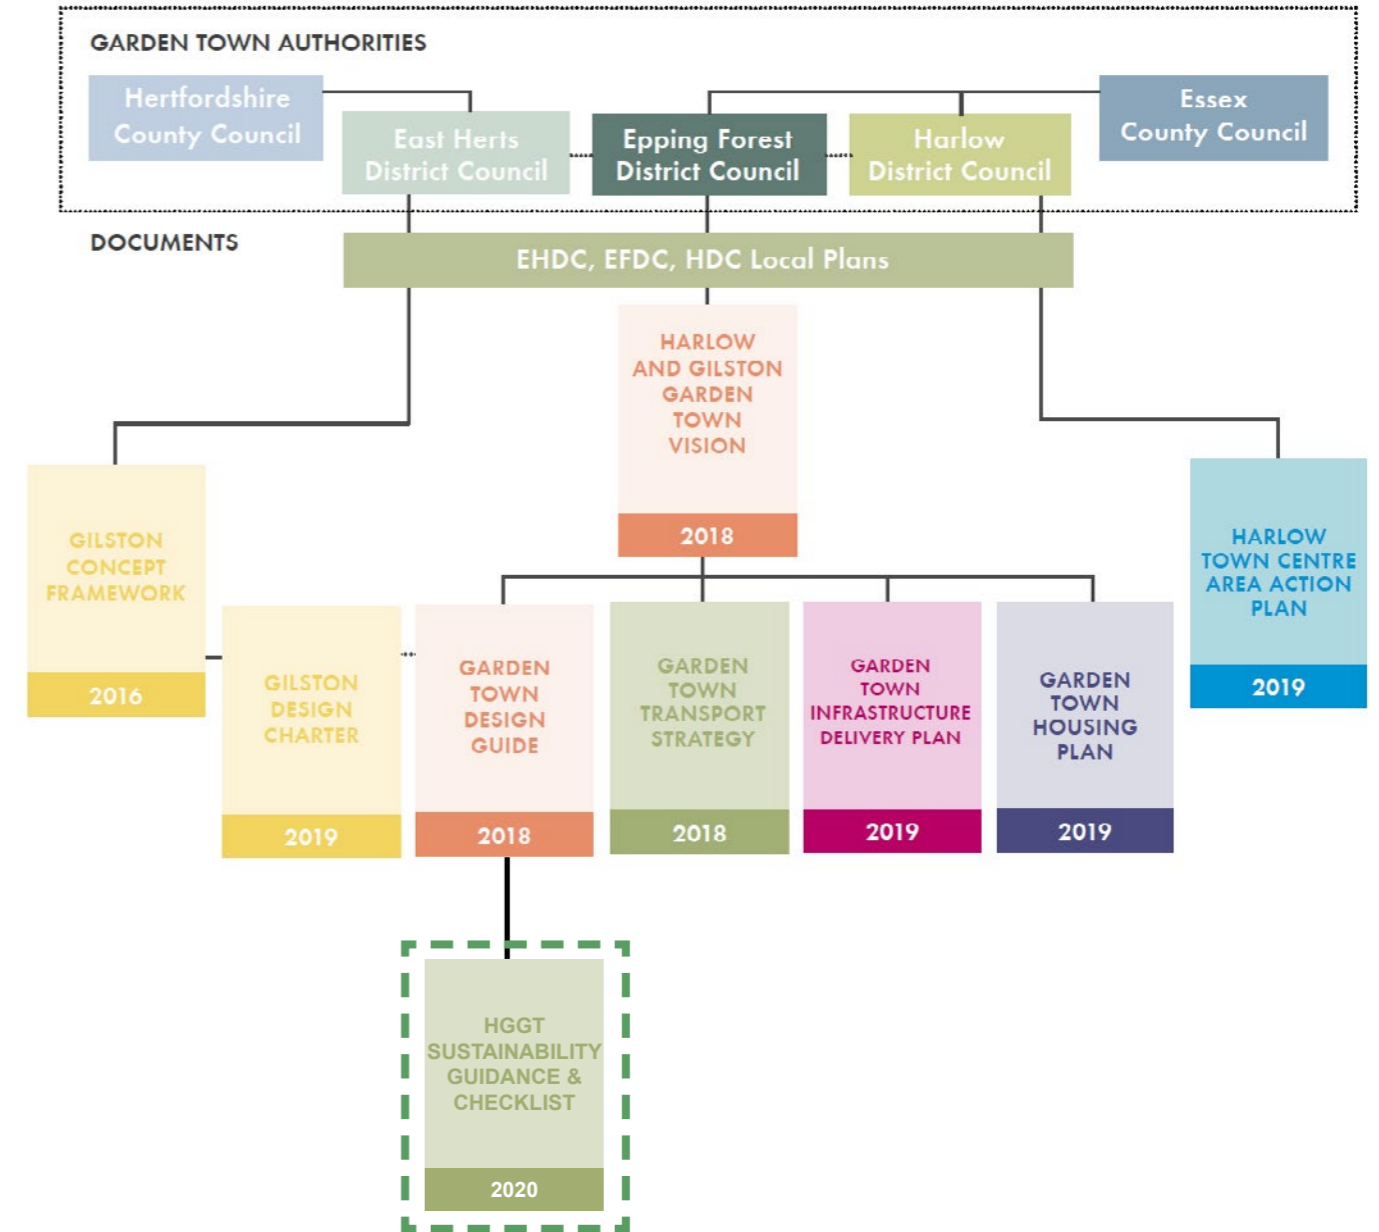 GARDEN TOWN AUTHORITIES
Hertfordshire
County Council
East Herts
District Council
Epping Forest
District Council
Harlow
District Council
Essex
County Council
DOCUMENTS
EHDC, EFDC, HDC Local Plans
HARLOW
AND GILSTON
GARDEN
TOWN
VISION
2018
GILSTON
CONCEPT
FRAMEWORK
2016
GILSTON
DESIGN
CHARTER
2019
GARDEN
TOWN
DESIGN
GUIDE
2018
GARDEN
TOWN
TRANSPORT
STRATEGY
2018
GARDEN
TOWN
INFRASTRUCTURE
DELIVERY PLAN
2019
GARDEN
TOWN
HOUSING
PLAN
2019
HARLOW
TOWN CENTRE
AREA ACTION
PLAN
2019
HGGT
SUSTAINABILITY
GUIDANCE &
CHECKLIST
2020